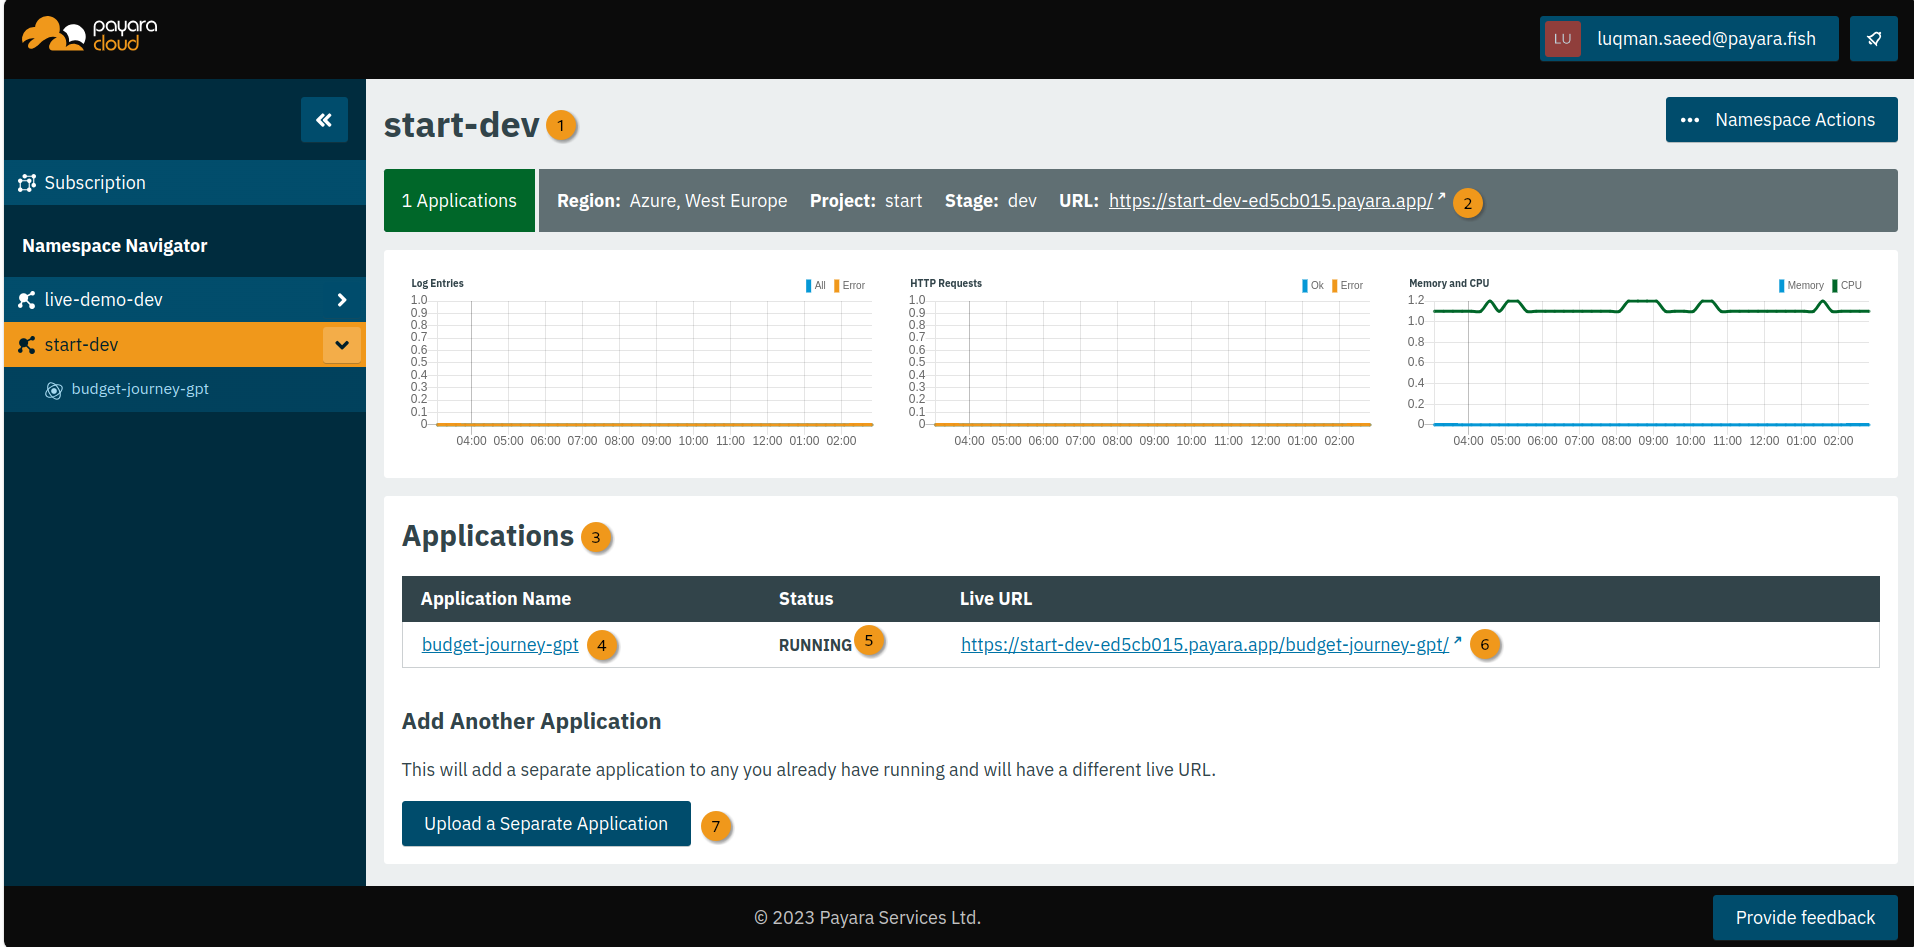 payara
cloud
LU luqman.saeed@payara.fish
Subscription
Namespace Navigator
live-demo-dev
start-dev
budget-journey-gpt
start-dev 1
••• Namespace Actions
1 Applications Region: Azure, West Europe Project: start Stage: dev URL: https://start-dev-ed5cb015.payara.app/ 2
Log Entries All Error
1.0
0.9
0.8
0.7
0.6
0.5
0.4
0.3
0.2
0.1
0
04:00 05:00 06:00 07:00 08:00 09:00 10:00 11:00 12:00 01:00 02:00
HTTP Requests Ok Error
1.0
0.9
0.8
0.7
0.6
0.5
0.4
0.3
0.2
0.1
0
04:00 05:00 06:00 07:00 08:00 09:00 10:00 11:00 12:00 01:00 02:00
Memory and CPU Memory CPU
1.2
1.0
0.8
0.6
0.4
0.2
0
04:00 05:00 06:00 07:00 08:00 09:00 10:00 11:00 12:00 01:00 02:00
Applications 3
Application Name Status Live URL
budget-journey-gpt 4 RUNNING 5 https://start-dev-ed5cb015.payara.app/budget-journey-gpt/ 6
Add Another Application
This will add a separate application to any you already have running and will have a different live URL.
Upload a Separate Application 7
© 2023 Payara Services Ltd.
Provide feedback